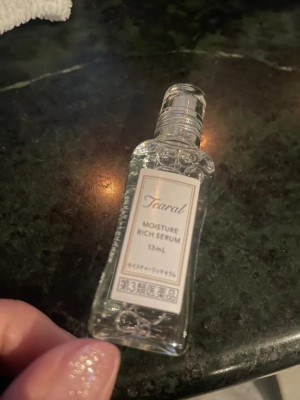 Tearal
MOISTURE
RICH SERUM
13mL
モイスチャーリッチセラム
第3類医薬品